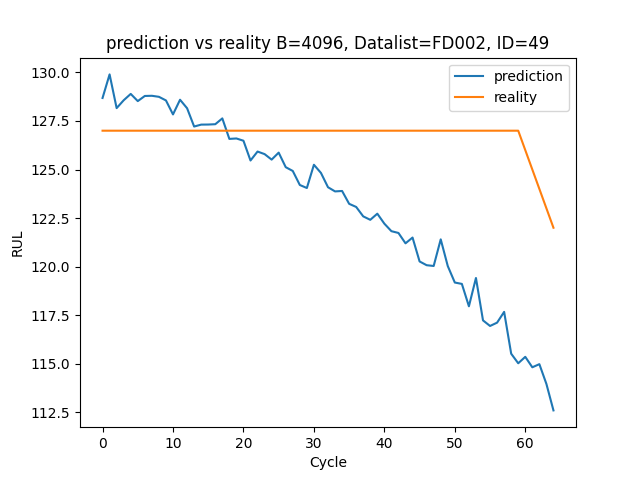 prediction vs reality B=4096, Datalist=FD002, ID=49
prediction
reality
RUL
130.0
127.5
125.0
122.5
120.0
117.5
115.0
112.5
0 10 20 30 40 50 60
Cycle